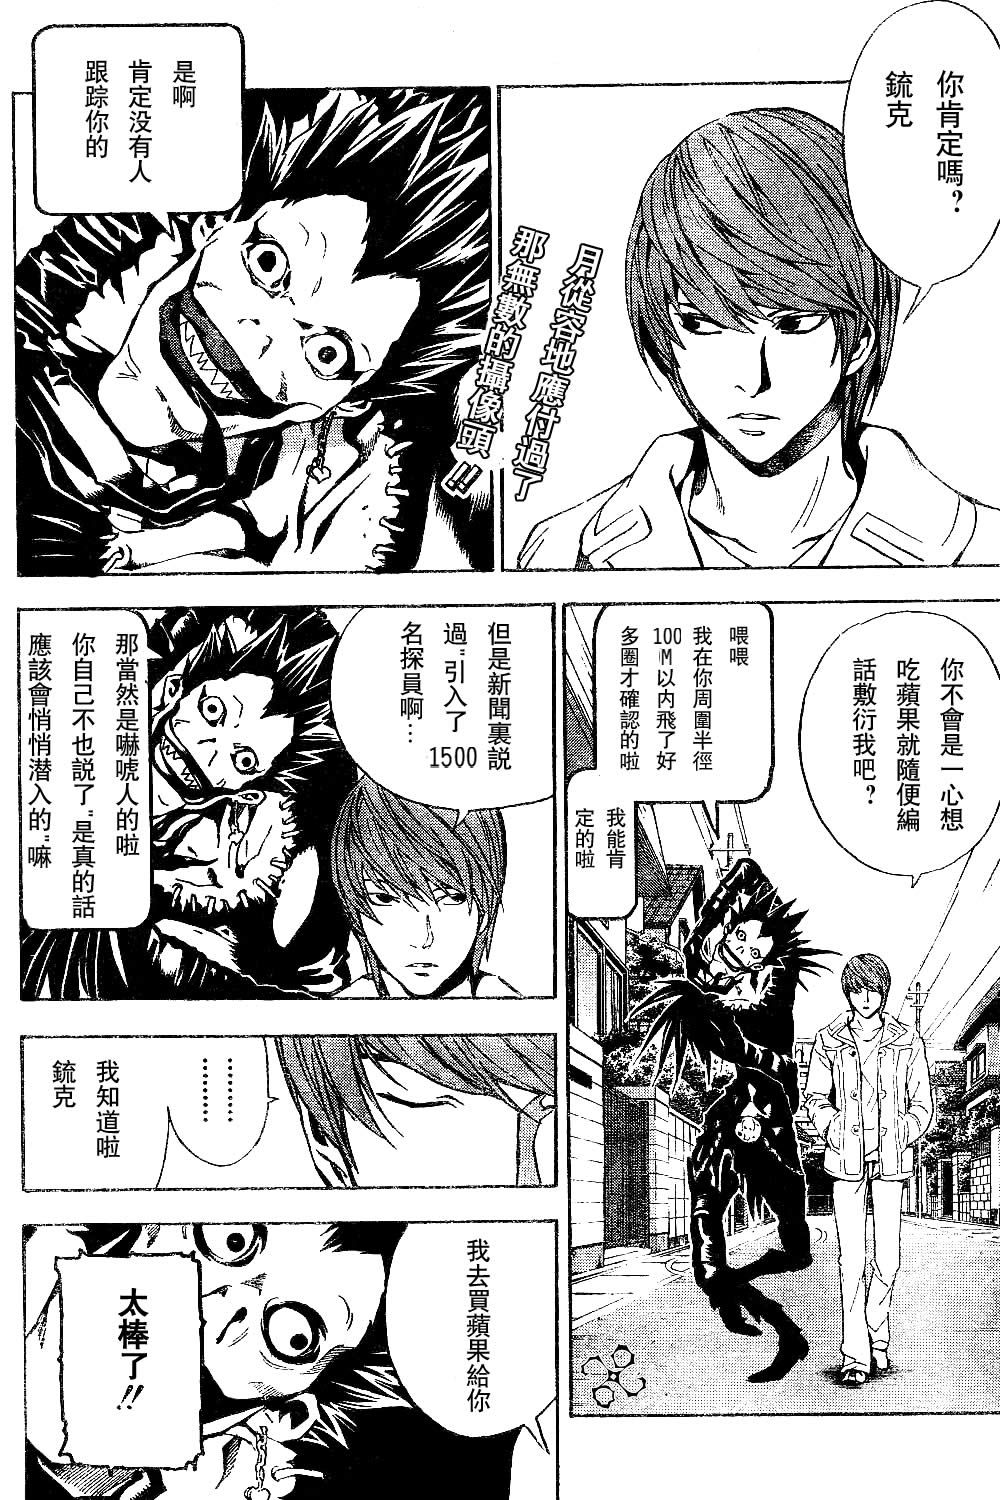 你肯定嗎?
銃克
是啊
肯定没有人
跟踪你的
月從容地應付過了
那無數的攝像頭!!
你不會是一心想
吃蘋果就隨便編
話敷衍我吧?
喂喂
我在你周圍半徑
100M以内飛了好
多圈才確認的啦
我能肯
定的啦
但是新聞裏說
過"引入了1500
名探員啊…
那當然是嚇唬人的啦
你自己不也説了"是真的話
應該會悄悄潜入的"嘛
………
我知道啦
銃克
我去買蘋果給你
太棒了!!